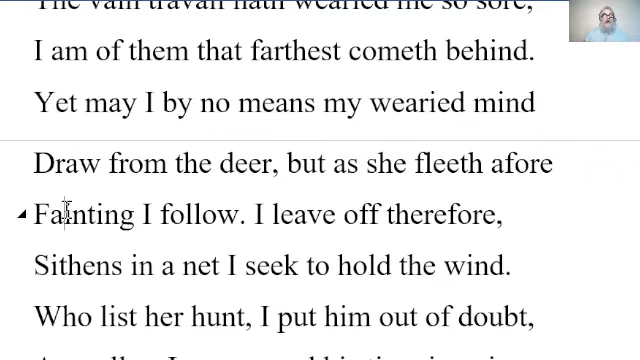 The vain travail hath wearied me so sore,
I am of them that farthest cometh behind.
Yet may I by no means my wearied mind
Draw from the deer, but as she fleeth afore
Fainting I follow. I leave off therefore,
Sithens in a net I seek to hold the wind.
Who list her hunt, I put him out of doubt,